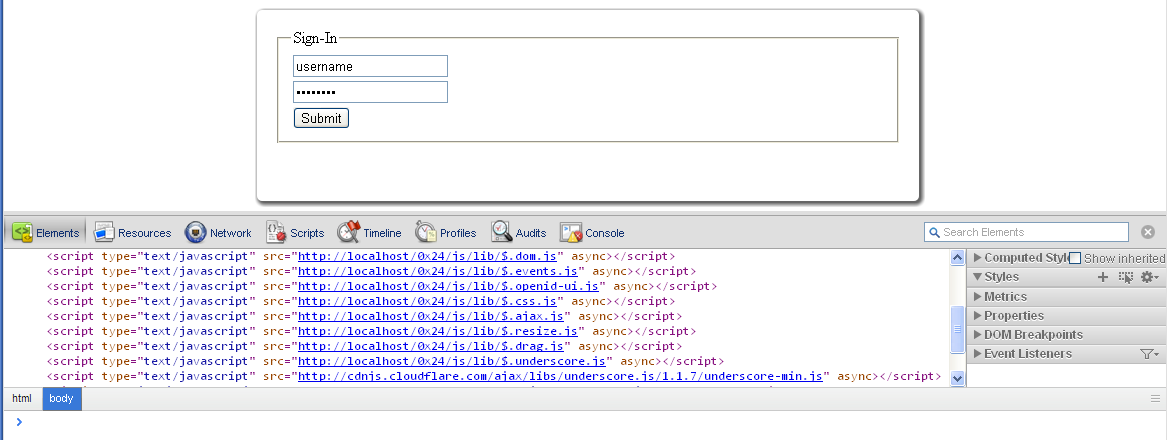 Sign-In
username
••••••••
Submit
Elements Resources Network Scripts Timeline Profiles Audits Console Search Elements
<script type="text/javascript" src="http://localhost/0x24/js/lib/$.dom.js" async></script>
<script type="text/javascript" src="http://localhost/0x24/js/lib/$.events.js" async></script>
<script type="text/javascript" src="http://localhost/0x24/js/lib/$.openid-ui.js" async></script>
<script type="text/javascript" src="http://localhost/0x24/js/lib/$.css.js" async></script>
<script type="text/javascript" src="http://localhost/0x24/js/lib/$.ajax.js" async></script>
<script type="text/javascript" src="http://localhost/0x24/js/lib/$.resize.js" async></script>
<script type="text/javascript" src="http://localhost/0x24/js/lib/$.drag.js" async></script>
<script type="text/javascript" src="http://localhost/0x24/js/lib/$.underscore.js" async></script>
<script type="text/javascript" src="http://cdnjs.cloudflare.com/ajax/libs/underscore.js/1.1.7/underscore-min.js" async></script>
Computed Style Show inherited
Styles
Metrics
Properties
DOM Breakpoints
Event Listeners
html body
>